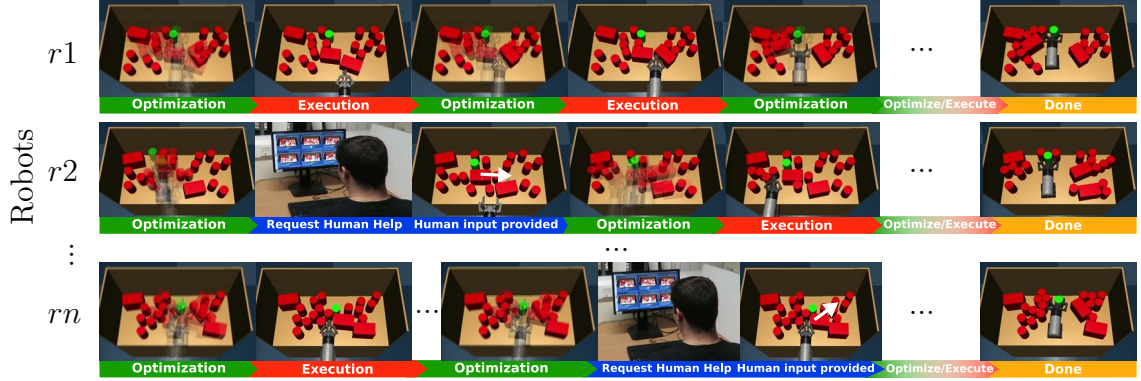 Robots
r1
...
Optimization Execution Optimization Execution Optimization Optimize/Execute Done
r2
...
Optimization Request Human Help Human input provided Optimization Execution Optimize/Execute Done
⋮ ...
rn
... ...
Optimization Execution Optimization Request Human Help Human input provided Optimize/Execute Done